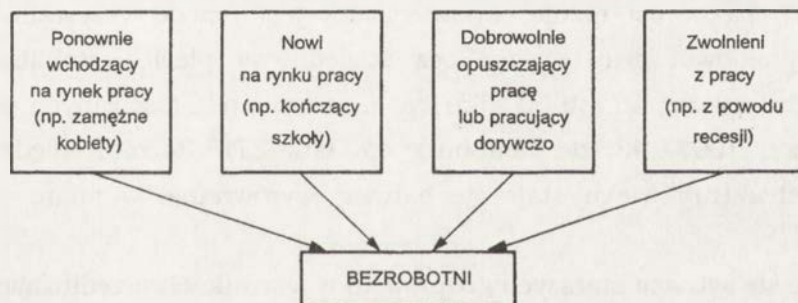 Ponownie
wchodzący
na rynek pracy
(np. zamężne
kobiety)
Nowi
na rynku pracy
(np. kończący
szkoły)
Dobrowolnie
opuszczający
pracę
lub pracujący
dorywczo
Zwolnieni
z pracy
(np. z powodu
recesji)
BEZROBOTNI